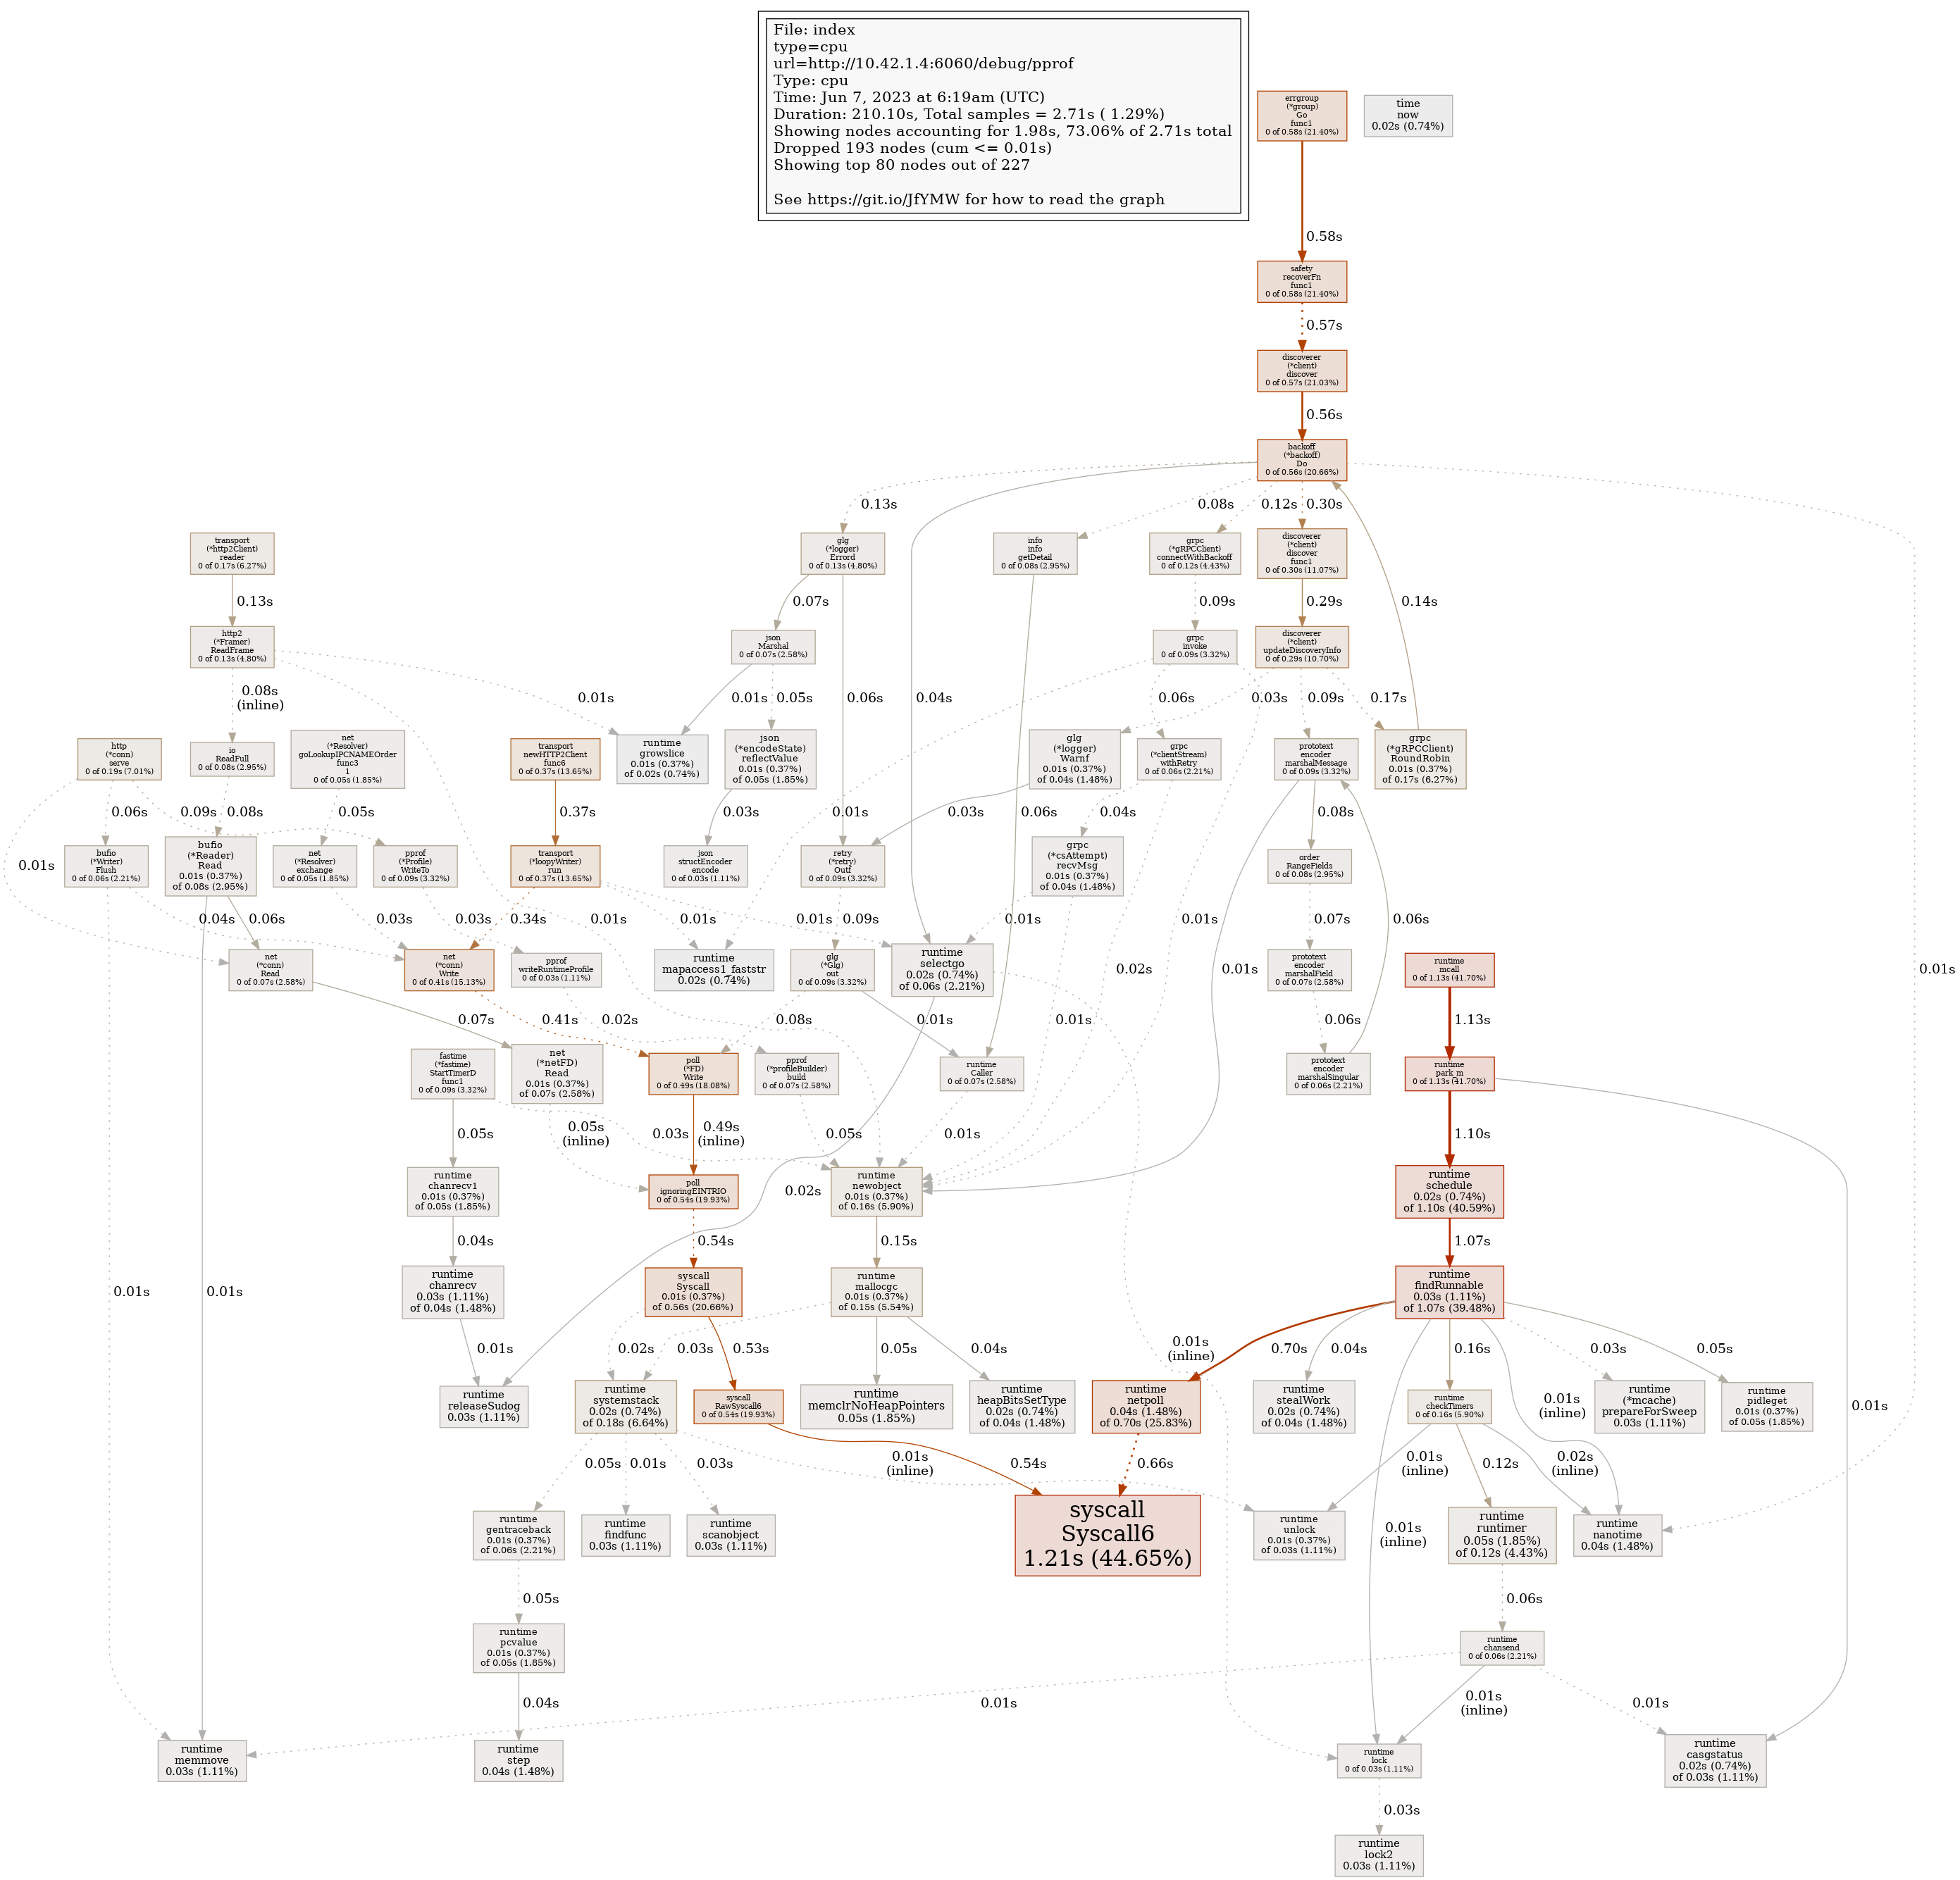 File: index
type=cpu
url=http://10.42.1.4:6060/debug/pprof
Type: cpu
Time: Jun 7, 2023 at 6:19am (UTC)
Duration: 210.10s, Total samples = 2.71s ( 1.29%)
Showing nodes accounting for 1.98s, 73.06% of 2.71s total
Dropped 193 nodes (cum <= 0.01s)
Showing top 80 nodes out of 227
See https://git.io/JfYMW for how to read the graph
errgroup
(*group)
Go
func1
0 of 0.58s (21.40%)
time
now
0.02s (0.74%)
0.58s
safety
recoverFn
func1
0 of 0.58s (21.40%)
0.57s
discoverer
(*client)
discover
0 of 0.57s (21.03%)
0.56s
backoff
(*backoff)
Do
0 of 0.56s (20.66%)
0.13s
0.08s
0.12s
0.30s
transport
(*http2Client)
reader
0 of 0.17s (6.27%)
glg
(*logger)
Errord
0 of 0.13s (4.80%)
info
info
getDetail
0 of 0.08s (2.95%)
grpc
(*gRPCClient)
connectWithBackoff
0 of 0.12s (4.43%)
discoverer
(*client)
discover
func1
0 of 0.30s (11.07%)
0.13s
0.07s
0.09s
0.29s
0.14s
http2
(*Framer)
ReadFrame
0 of 0.13s (4.80%)
json
Marshal
0 of 0.07s (2.58%)
grpc
invoke
0 of 0.09s (3.32%)
discoverer
(*client)
updateDiscoveryInfo
0 of 0.29s (10.70%)
0.08s
(inline)
0.01s
0.01s
0.05s
0.06s
0.04s
0.06s
0.03s
0.09s
0.17s
http
(*conn)
serve
0 of 0.19s (7.01%)
io
ReadFull
0 of 0.08s (2.95%)
net
(*Resolver)
goLookupIPCNAMEOrder
func3
1
0 of 0.05s (1.85%)
transport
newHTTP2Client
func6
0 of 0.37s (13.65%)
runtime
growslice
0.01s (0.37%)
of 0.02s (0.74%)
json
(*encodeState)
reflectValue
0.01s (0.37%)
of 0.05s (1.85%)
glg
(*logger)
Warnf
0.01s (0.37%)
of 0.04s (1.48%)
grpc
(*clientStream)
withRetry
0 of 0.06s (2.21%)
prototext
encoder
marshalMessage
0 of 0.09s (3.32%)
grpc
(*gRPCClient)
RoundRobin
0.01s (0.37%)
of 0.17s (6.27%)
0.01s
0.06s
0.09s
0.08s
0.05s
0.37s
0.03s
0.01s
0.03s
0.06s
0.04s
0.08s
bufio
(*Writer)
Flush
0 of 0.06s (2.21%)
bufio
(*Reader)
Read
0.01s (0.37%)
of 0.08s (2.95%)
net
(*Resolver)
exchange
0 of 0.05s (1.85%)
pprof
(*Profile)
WriteTo
0 of 0.09s (3.32%)
transport
(*loopyWriter)
run
0 of 0.37s (13.65%)
json
structEncoder
encode
0 of 0.03s (1.11%)
retry
(*retry)
Outf
0 of 0.09s (3.32%)
grpc
(*csAttempt)
recvMsg
0.01s (0.37%)
of 0.04s (1.48%)
order
RangeFields
0 of 0.08s (2.95%)
0.04s
0.06s
0.03s
0.03s
0.34s
0.01s
0.01s
0.01s
0.09s
0.01s
0.02s
0.01s
0.07s
0.01s
0.06s
0.01s
net
(*conn)
Read
0 of 0.07s (2.58%)
net
(*conn)
Write
0 of 0.41s (15.13%)
pprof
writeRuntimeProfile
0 of 0.03s (1.11%)
runtime
mapaccess1_faststr
0.02s (0.74%)
glg
(*Glg)
out
0 of 0.09s (3.32%)
runtime
selectgo
0.02s (0.74%)
of 0.06s (2.21%)
prototext
encoder
marshalField
0 of 0.07s (2.58%)
runtime
mcall
0 of 1.13s (41.70%)
0.07s
0.41s
0.02s
0.08s
0.01s
0.01s
0.06s
1.13s
fastime
(*fastime)
StartTimerD
func1
0 of 0.09s (3.32%)
net
(*netFD)
Read
0.01s (0.37%)
of 0.07s (2.58%)
poll
(*FD)
Write
0 of 0.49s (18.08%)
pprof
(*profileBuilder)
build
0 of 0.07s (2.58%)
runtime
Caller
0 of 0.07s (2.58%)
prototext
encoder
marshalSingular
0 of 0.06s (2.21%)
runtime
park_m
0 of 1.13s (41.70%)
0.05s
0.05s
(inline)
0.03s
0.49s
(inline)
0.05s
0.01s
1.10s
runtime
chanrecv1
0.01s (0.37%)
of 0.05s (1.85%)
poll
ignoringEINTRIO
0 of 0.54s (19.93%)
0.02s
runtime
newobject
0.01s (0.37%)
of 0.16s (5.90%)
runtime
schedule
0.02s (0.74%)
of 1.10s (40.59%)
0.04s
0.54s
0.15s
1.07s
0.01s
0.01s
runtime
chanrecv
0.03s (1.11%)
of 0.04s (1.48%)
syscall
Syscall
0.01s (0.37%)
of 0.56s (20.66%)
runtime
mallocgc
0.01s (0.37%)
of 0.15s (5.54%)
runtime
findRunnable
0.03s (1.11%)
of 1.07s (39.48%)
0.01s
0.02s
0.03s
0.53s
0.05s
0.04s
0.01s
(inline)
0.70s
0.04s
0.16s
0.03s
0.05s
runtime
releaseSudog
0.03s (1.11%)
runtime
systemstack
0.02s (0.74%)
of 0.18s (6.64%)
syscall
RawSyscall6
0 of 0.54s (19.93%)
runtime
memclrNoHeapPointers
0.05s (1.85%)
runtime
heapBitsSetType
0.02s (0.74%)
of 0.04s (1.48%)
runtime
netpoll
0.04s (1.48%)
of 0.70s (25.83%)
runtime
stealWork
0.02s (0.74%)
of 0.04s (1.48%)
runtime
checkTimers
0 of 0.16s (5.90%)
0.01s
(inline)
runtime
(*mcache)
prepareForSweep
0.03s (1.11%)
runtime
pidleget
0.01s (0.37%)
of 0.05s (1.85%)
0.01s
0.05s
0.01s
0.03s
0.01s
(inline)
0.54s
0.66s
0.01s
(inline)
0.12s
0.02s
(inline)
runtime
gentraceback
0.01s (0.37%)
of 0.06s (2.21%)
runtime
findfunc
0.03s (1.11%)
runtime
scanobject
0.03s (1.11%)
syscall
Syscall6
1.21s (44.65%)
runtime
unlock
0.01s (0.37%)
of 0.03s (1.11%)
0.01s
(inline)
runtime
runtimer
0.05s (1.85%)
of 0.12s (4.43%)
runtime
nanotime
0.04s (1.48%)
0.05s
0.06s
runtime
pcvalue
0.01s (0.37%)
of 0.05s (1.85%)
runtime
chansend
0 of 0.06s (2.21%)
0.04s
0.01s
0.01s
(inline)
0.01s
runtime
memmove
0.03s (1.11%)
runtime
step
0.04s (1.48%)
runtime
lock
0 of 0.03s (1.11%)
runtime
casgstatus
0.02s (0.74%)
of 0.03s (1.11%)
0.03s
runtime
lock2
0.03s (1.11%)